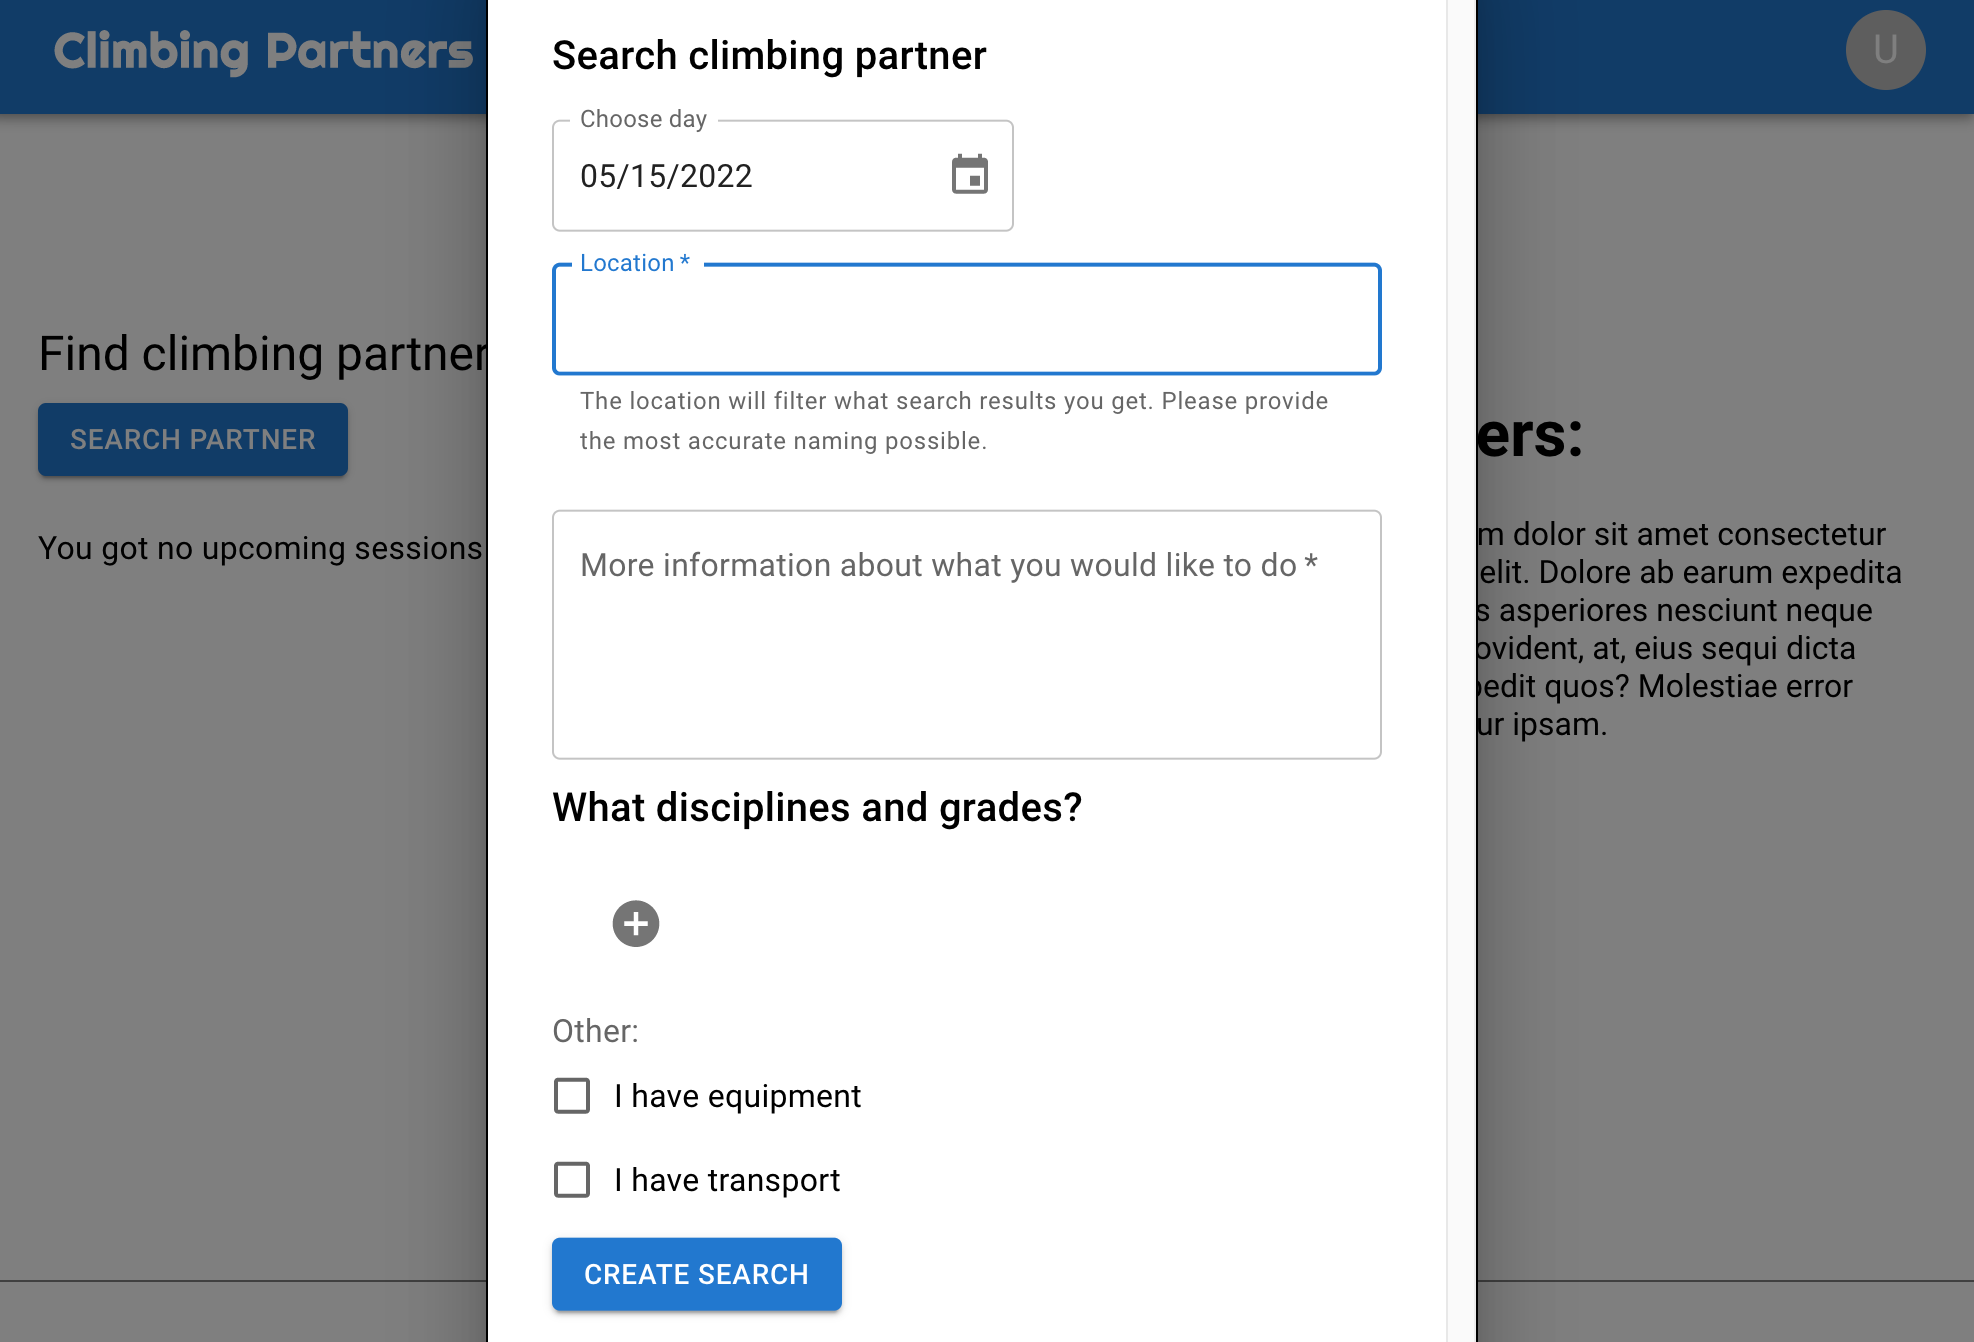 Climbing Partners
U
Search climbing partner
Choose day
05/15/2022
Location *
The location will filter what search results you get. Please provide
the most accurate naming possible.
More information about what you would like to do *
What disciplines and grades?
Other:
I have equipment
I have transport
CREATE SEARCH
Find climbing partner
SEARCH PARTNER
You got no upcoming sessions
ers:
m dolor sit amet consectetur
elit. Dolore ab earum expedita
s asperiores nesciunt neque
ovident, at, eius sequi dicta
edit quos? Molestiae error
ur ipsam.